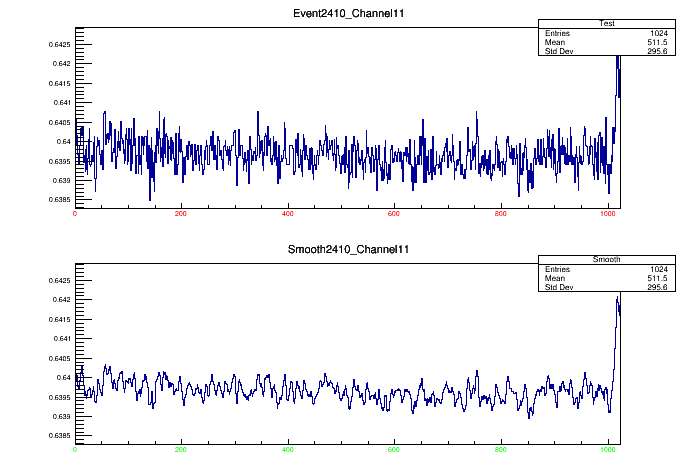 Event2410_Channel11
Test
Entries 1024
Mean 511.5
Std Dev 295.6
0.6425
0.642
0.6415
0.641
0.6405
0.64
0.6395
0.639
0.6385
0 200 400 600 800 1000
Smooth2410_Channel11
Smooth
Entries 1024
Mean 511.5
Std Dev 295.6
0.6425
0.642
0.6415
0.641
0.6405
0.64
0.6395
0.639
0.6385
0 200 400 600 800 1000